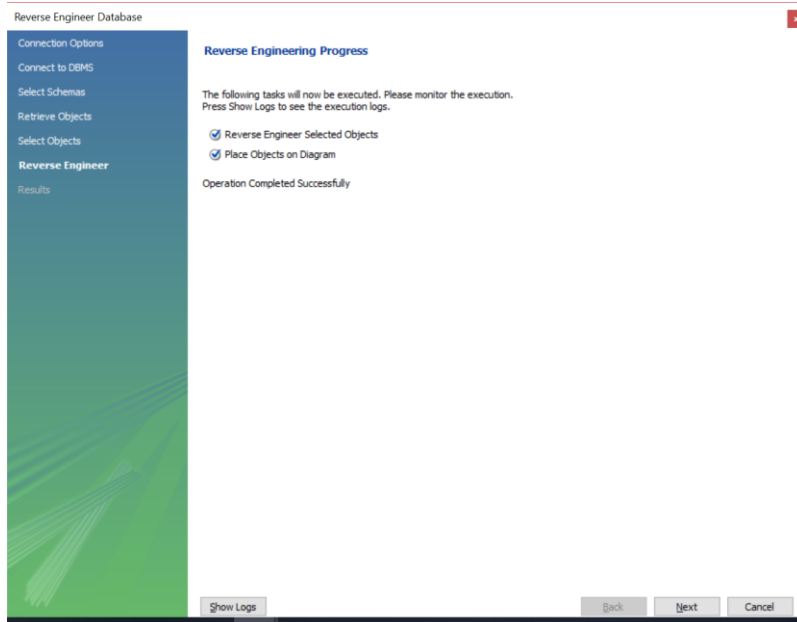 Reverse Engineer Database
Connection Options
Connect to DBMS
Select Schemas
Retrieve Objects
Select Objects
Reverse Engineer
Results
Reverse Engineering Progress
The following tasks will now be executed. Please monitor the execution.
Press Show Logs to see the execution logs.
Reverse Engineer Selected Objects
Place Objects on Diagram
Operation Completed Successfully
Show Logs
Back
Next
Cancel